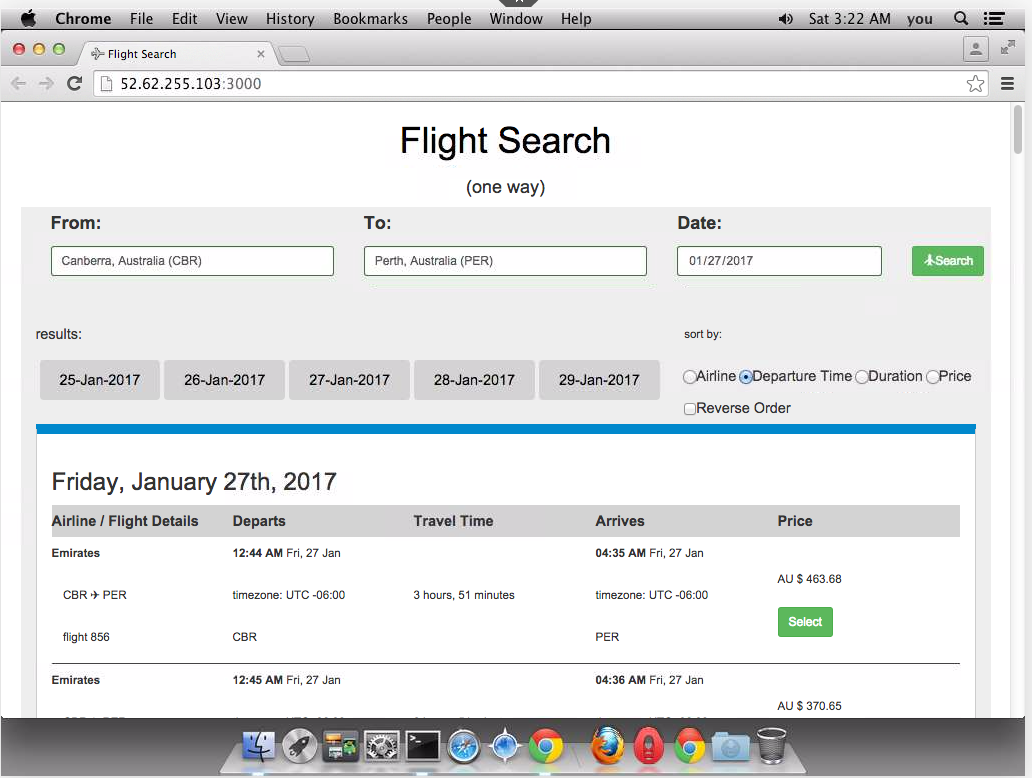 Chrome File Edit View History Bookmarks People Window Help Sat 3:22 AM you
Flight Search
52.62.255.103:3000
Flight Search
(one way)
From: To: Date:
Canberra, Australia (CBR) Perth, Australia (PER) 01/27/2017 Search
results: sort by:
25-Jan-2017 26-Jan-2017 27-Jan-2017 28-Jan-2017 29-Jan-2017 Airline Departure Time Duration Price
Reverse Order
Friday, January 27th, 2017
Airline / Flight Details Departs Travel Time Arrives Price
Emirates 12:44 AM Fri, 27 Jan 04:35 AM Fri, 27 Jan
AU $ 463.68
CBR ✈ PER timezone: UTC -06:00 3 hours, 51 minutes timezone: UTC -06:00
Select
flight 856 CBR PER
Emirates 12:45 AM Fri, 27 Jan 04:36 AM Fri, 27 Jan
AU $ 370.65